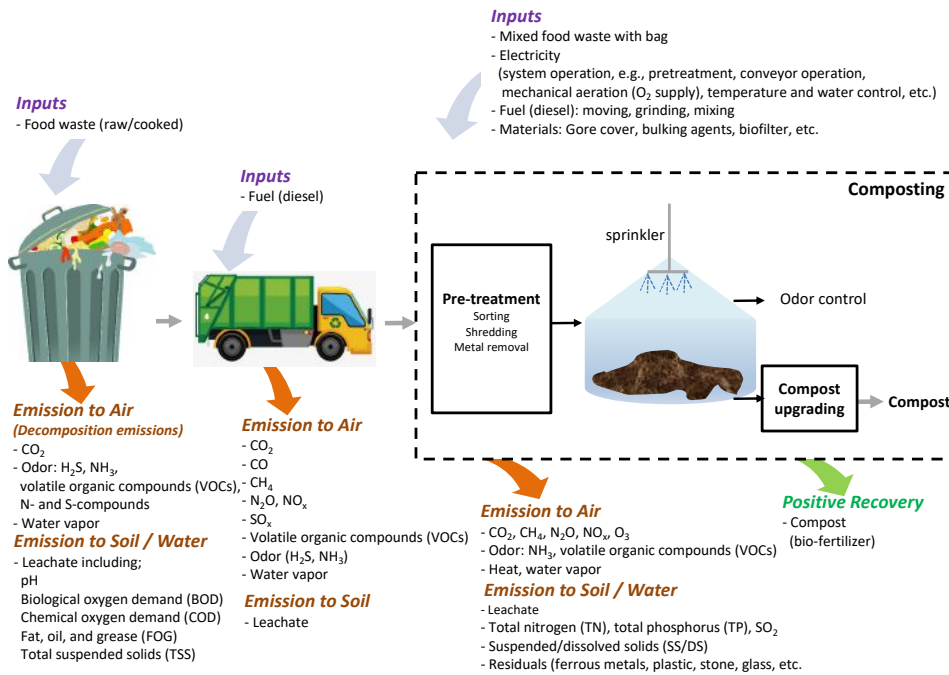 Inputs
- Mixed food waste with bag
- Electricity
(system operation, e.g., pretreatment, conveyor operation,
mechanical aeration (O₂ supply), temperature and water control, etc.)
- Fuel (diesel): moving, grinding, mixing
- Materials: Gore cover, bulking agents, biofilter, etc.
Inputs
- Food waste (raw/cooked)
Inputs
- Fuel (diesel)
Composting
sprinkler
Pre-treatment
Sorting
Shredding
Metal removal
Odor control
Compost
upgrading
Compost
Emission to Air
(Decomposition emissions)
- CO₂
- Odor: H₂S, NH₃,
volatile organic compounds (VOCs),
N- and S-compounds
- Water vapor
Emission to Soil / Water
- Leachate including;
pH
Biological oxygen demand (BOD)
Chemical oxygen demand (COD)
Fat, oil, and grease (FOG)
Total suspended solids (TSS)
Emission to Air
- CO₂
- CO
- CH₄
- N₂O, NOₓ
- SOₓ
- Volatile organic compounds (VOCs)
- Odor (H₂S, NH₃)
- Water vapor
Emission to Soil
- Leachate
Emission to Air
- CO₂, CH₄, N₂O, NOₓ, O₃
- Odor: NH₃, volatile organic compounds (VOCs)
- Heat, water vapor
Emission to Soil / Water
- Leachate
- Total nitrogen (TN), total phosphorus (TP), SO₂
- Suspended/dissolved solids (SS/DS)
- Residuals (ferrous metals, plastic, stone, glass, etc.
Positive Recovery
- Compost
(bio-fertilizer)